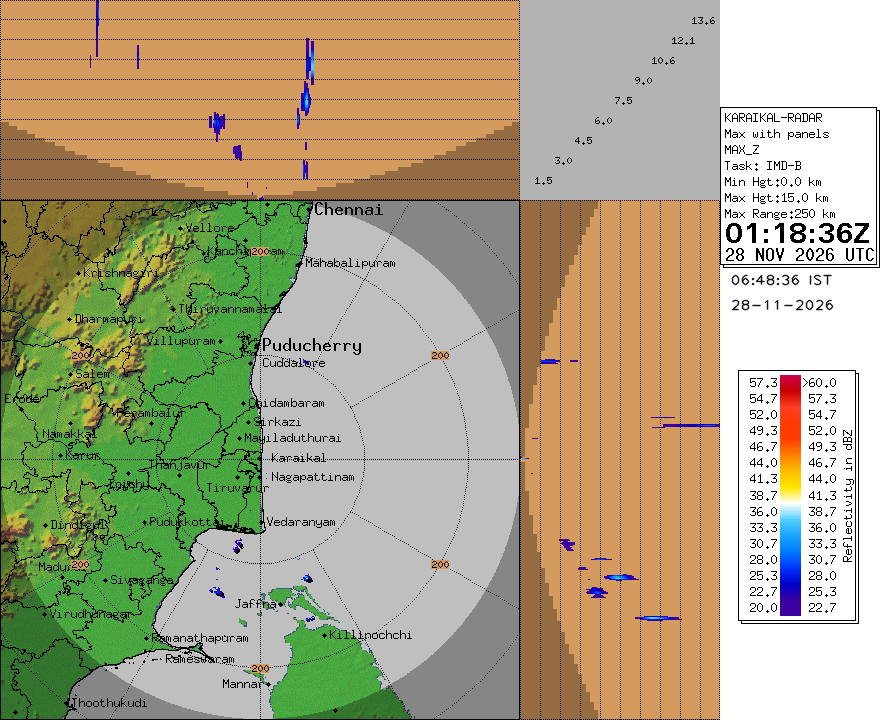 13.6
12.1
10.6
9.0
7.5
6.0
4.5
3.0
1.5
KARAIKAL-RADAR
Max with panels
MAX_Z
Task: IMD-B
Min Hgt:0.0 km
Max Hgt:15.0 km
Max Range:250 km
01:18:36Z
28 NOV 2026 UTC
06:48:36 IST
28-11-2026
Chennai
Vellore
200
Mahabalipuram
Krishnagiri
Thiruvannamalai
Dharmapuri
Villupuram
Puducherry
200
200
Cuddalore
Salem
Erode
Chidambaram
Perambalur
Sirkazi
Namakkal
Mayiladuthurai
Karur
Karaikal
Thanjavur
Nagapattinam
Tiruvarur
Dindigul
Pudukkottai
Vedaranyam
200
200
Sivaganga
Jaffna
Virudhunagar
Ramanathapuram
Killinochchi
Rameswaram
200
Mannar
Thoothukudi
57.3 >60.0
54.7 57.3
52.0 54.7
49.3 52.0
46.7 49.3
44.0 46.7
41.3 44.0
38.7 41.3
36.0 38.7
33.3 36.0
30.7 33.3
28.0 30.7
25.3 28.0
22.7 25.3
20.0 22.7
Reflectivity in dBZ